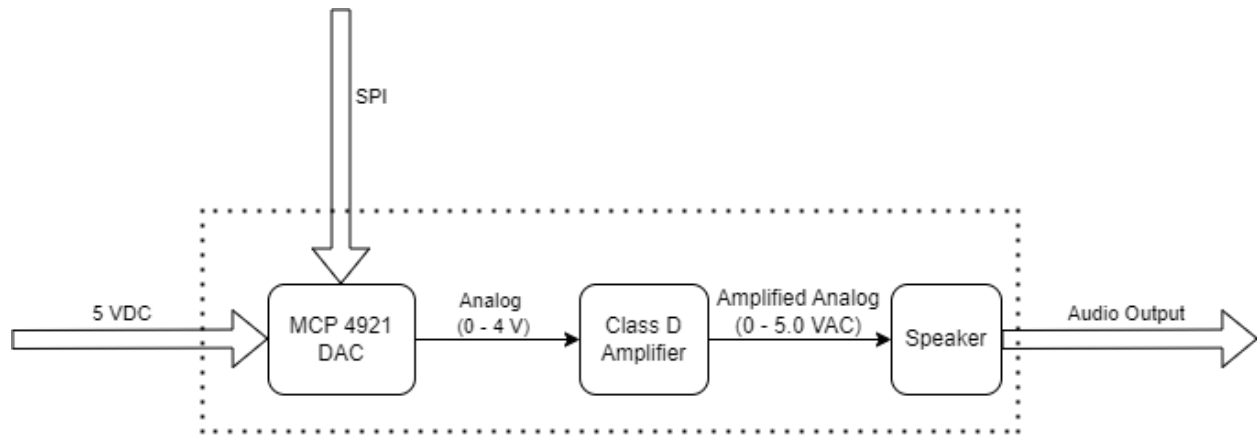 SPI
5 VDC
MCP 4921
DAC
Analog
(0 - 4 V)
Class D
Amplifier
Amplified Analog
(0 - 5.0 VAC)
Speaker
Audio Output